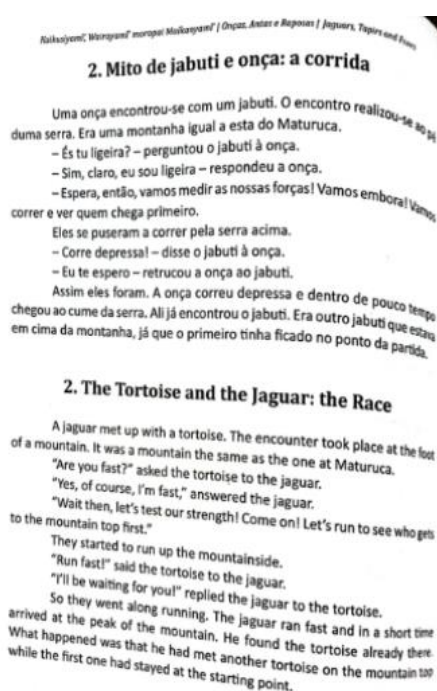 Kaikusiyamî', Wairayamî' moropai Maikanyamî' | Onças, Antas e Raposas | Jaguars, Tapirs and Foxes
2. Mito de jabuti e onça: a corrida
Uma onça encontrou-se com um jabuti. O encontro realizou-se ao pé
duma serra. Era uma montanha igual a esta do Maturuca.
– És tu ligeira? – perguntou o jabuti à onça.
– Sim, claro, eu sou ligeira – respondeu a onça.
– Espera, então, vamos medir as nossas forças! Vamos embora! Vamos
correr e ver quem chega primeiro.
Eles se puseram a correr pela serra acima.
– Corre depressa! – disse o jabuti à onça.
– Eu te espero – retrucou a onça ao jabuti.
Assim eles foram. A onça correu depressa e dentro de pouco tempo
chegou ao cume da serra. Ali já encontrou o jabuti. Era outro jabuti que estava
em cima da montanha, já que o primeiro tinha ficado no ponto da partida.
2. The Tortoise and the Jaguar: the Race
A jaguar met up with a tortoise. The encounter took place at the foot
of a mountain. It was a mountain the same as the one at Maturuca.
"Are you fast?" asked the tortoise to the jaguar.
"Yes, of course, I'm fast," answered the jaguar.
"Wait then, let's test our strength! Come on! Let's run to see who gets
to the mountain top first."
They started to run up the mountainside.
"Run fast!" said the tortoise to the jaguar.
"I'll be waiting for you!" replied the jaguar to the tortoise.
So they went along running. The jaguar ran fast and in a short time
arrived at the peak of the mountain. He found the tortoise already there.
What happened was that he had met another tortoise on the mountain top
while the first one had stayed at the starting point.